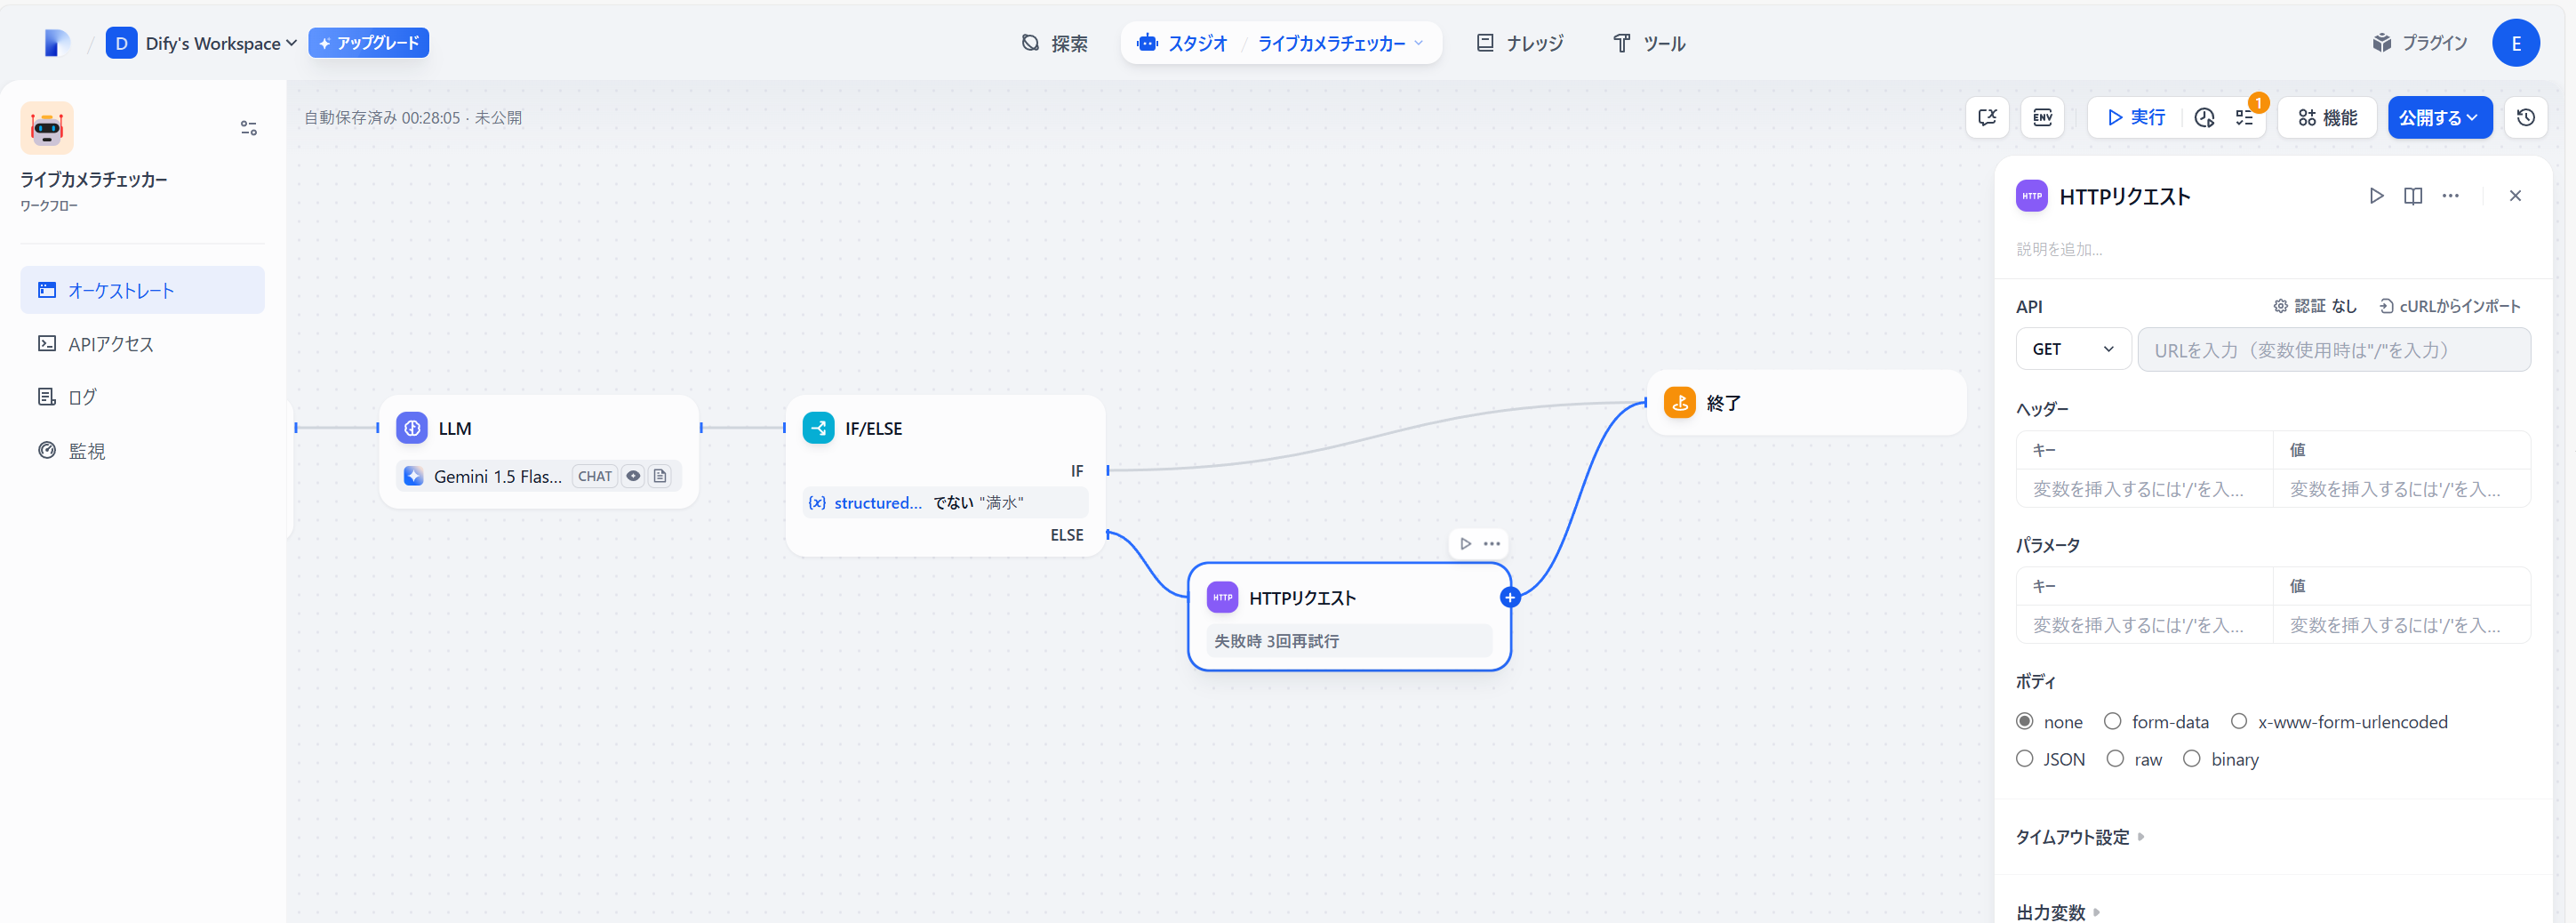 D Dify's Workspace アップグレード
探索
スタジオ / ライブカメラチェッカー
ナレッジ
ツール
プラグイン
E
ライブカメラチェッカー
ワークフロー
オーケストレート
APIアクセス
ログ
監視
自動保存済み 00:28:05 · 未公開
ENV
実行
1
機能
公開する
LLM
Gemini 1.5 Flas... CHAT
IF/ELSE
IF
{x} structured... でない "満水"
ELSE
HTTP HTTPリクエスト
失敗時 3回再試行
終了
HTTP HTTPリクエスト
説明を追加...
API 認証 なし cURLからインポート
GET URLを入力（変数使用時は"/"を入力）
ヘッダー
キー 値
変数を挿入するには'/'を入... 変数を挿入するには'/'を入...
パラメータ
キー 値
変数を挿入するには'/'を入... 変数を挿入するには'/'を入...
ボディ
none form-data x-www-form-urlencoded
JSON raw binary
タイムアウト設定
出力変数